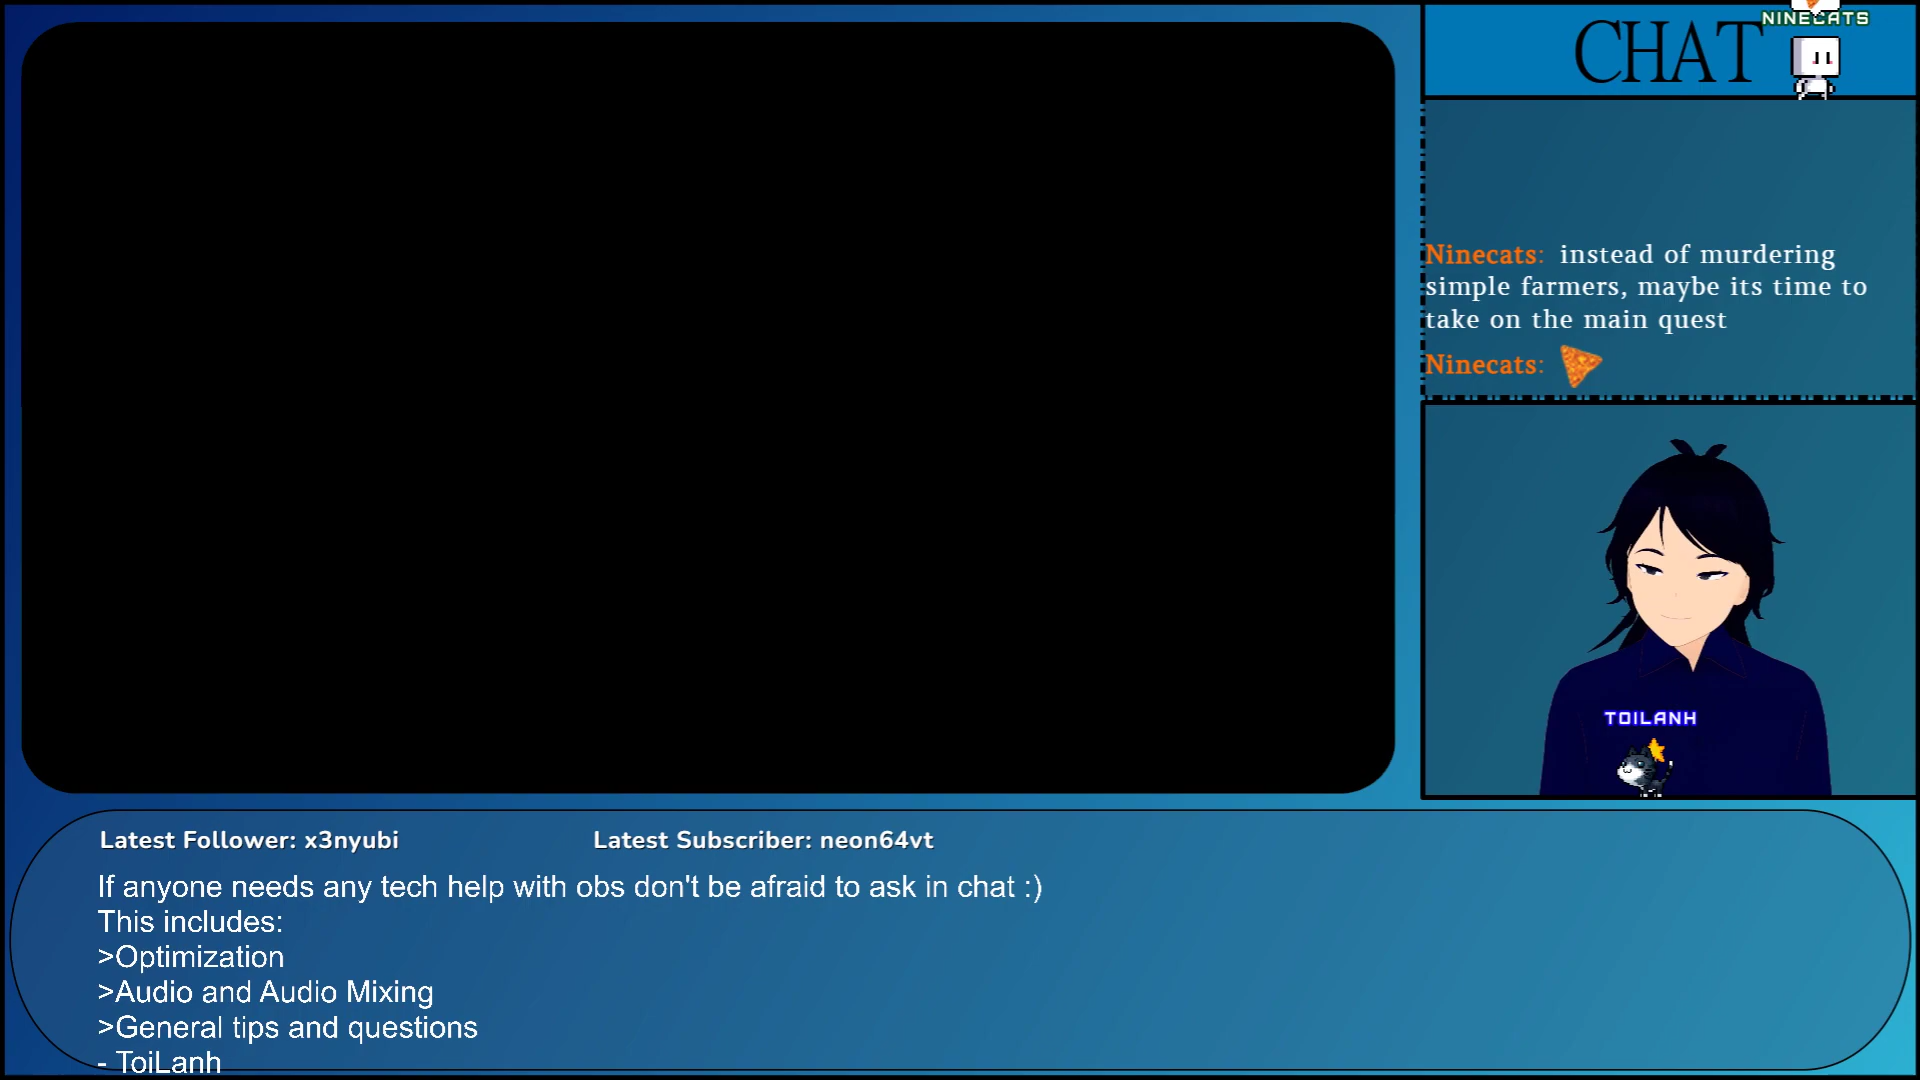 CHAT
NINECATS
Ninecats: instead of murdering
simple farmers, maybe its time to
take on the main quest
Ninecats:
TOILANH
Latest Follower: x3nyubi
Latest Subscriber: neon64vt
If anyone needs any tech help with obs don't be afraid to ask in chat :)
This includes:
>Optimization
>Audio and Audio Mixing
>General tips and questions
- ToiLanh